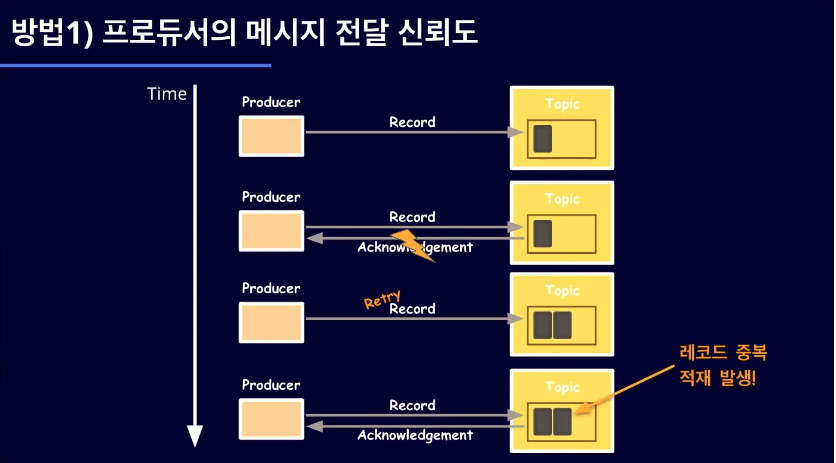 방법1) 프로듀서의 메시지 전달 신뢰도
Time
Producer
Record
Topic
Producer
Record
Acknowledgement
Topic
Producer
Retry
Record
Topic
레코드 중복
적재 발생!
Producer
Record
Acknowledgement
Topic